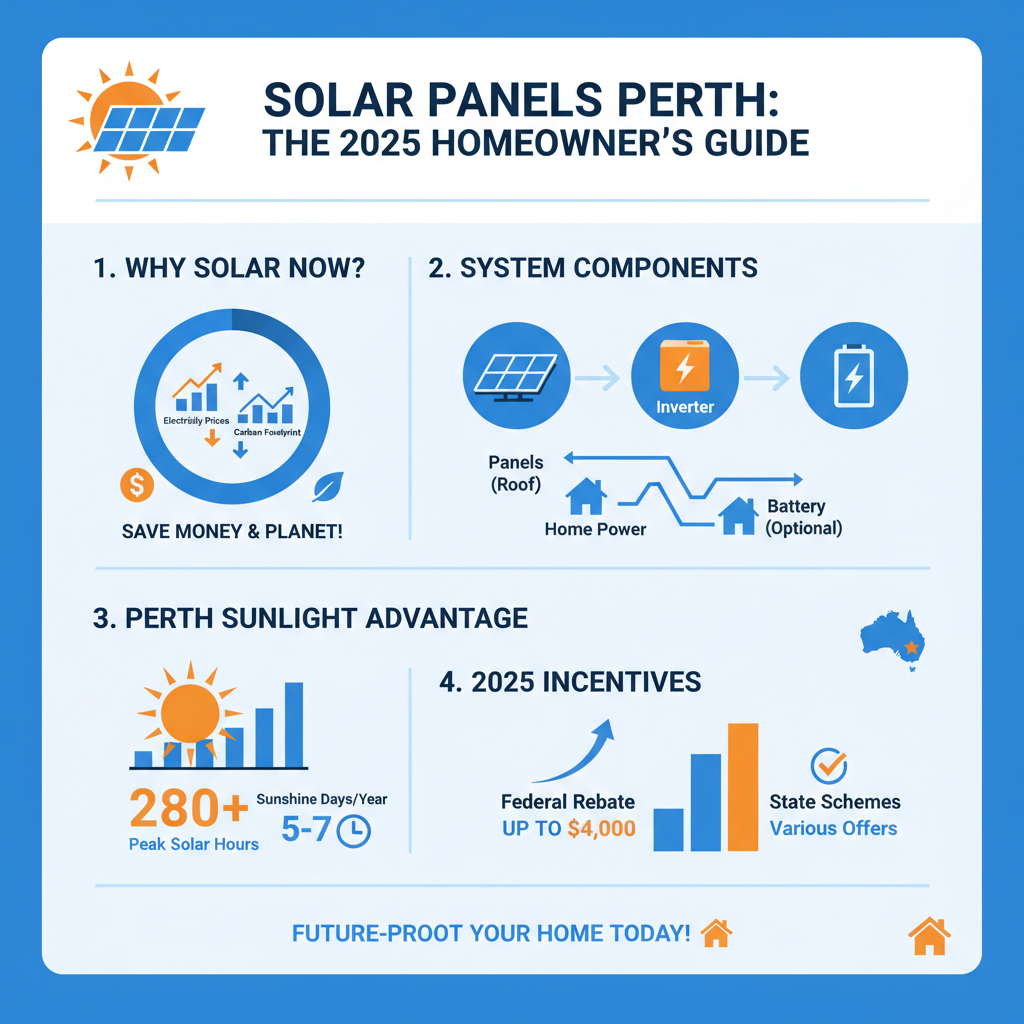 SOLAR PANELS PERTH:
THE 2025 HOMEOWNER'S GUIDE
1. WHY SOLAR NOW?
Prices
Carban
SAVE MONEY & PLANET!
2. SYSTEM COMPONENTS
Inverter
Panels
(Roof)
Home Power
Battery
(Optional)
3. PERTH SUNLIGHT ADVANTAGE
280+
Sunshine Days/Year
5-7
Peak Solar Hours
4. 2025 INCENTIVES
Federal Rebate
UP TO $4,000
State Schemes
Various Offers
FUTURE-PROOT YOUR HOME TODAY!